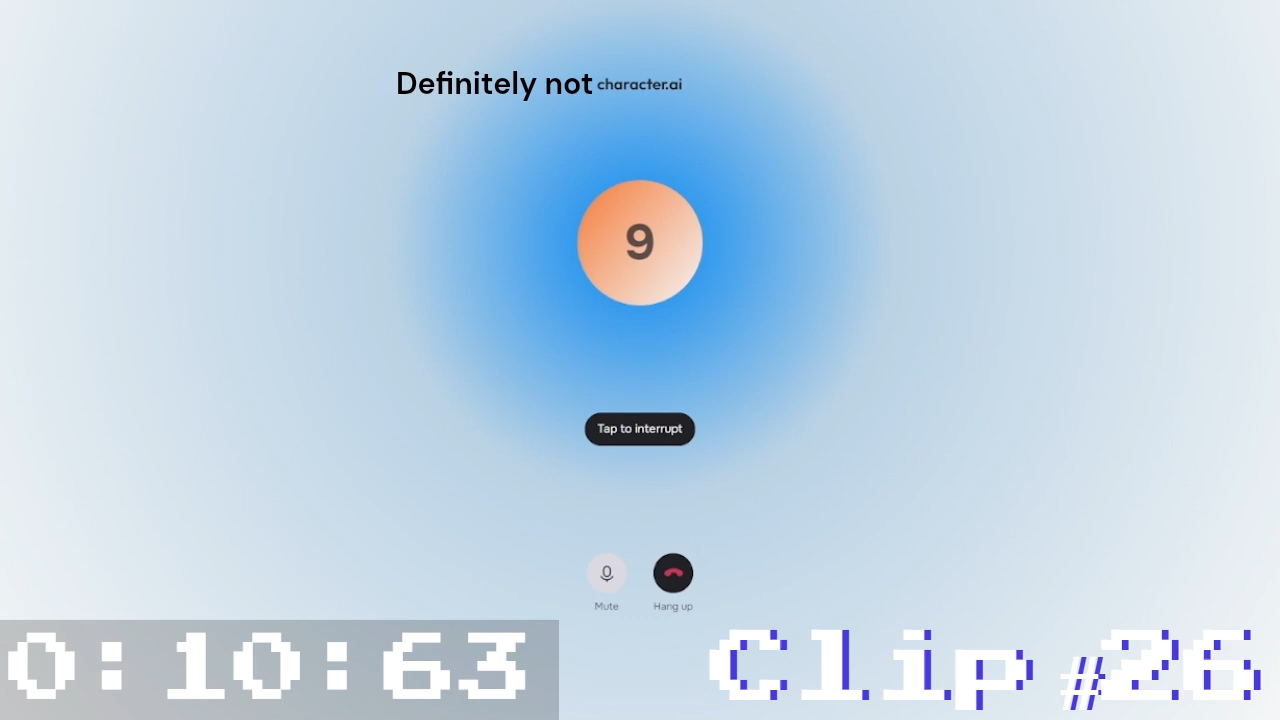 Definitely not character.ai
9
Tap to interrupt
Mute Hang up
0:10:63 Clip #26